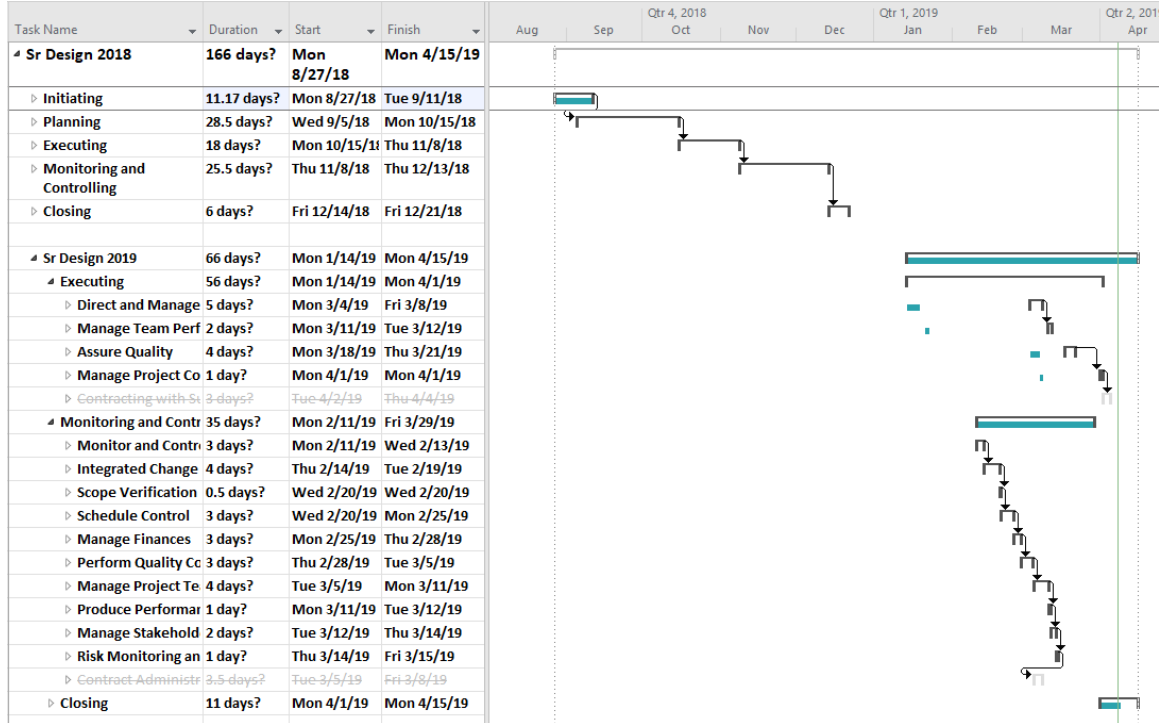 Qtr 4, 2018 Qtr 1, 2019 Qtr 2, 201
Task Name Duration Start Finish Aug Sep Oct Nov Dec Jan Feb Mar Apr
Sr Design 2018 166 days? Mon 8/27/18 Mon 4/15/19
Initiating 11.17 days? Mon 8/27/18 Tue 9/11/18
Planning 28.5 days? Wed 9/5/18 Mon 10/15/18
Executing 18 days? Mon 10/15/18 Thu 11/8/18
Monitoring and Controlling 25.5 days? Thu 11/8/18 Thu 12/13/18
Closing 6 days? Fri 12/14/18 Fri 12/21/18
Sr Design 2019 66 days? Mon 1/14/19 Mon 4/15/19
Executing 56 days? Mon 1/14/19 Mon 4/1/19
Direct and Manage 5 days? Mon 3/4/19 Fri 3/8/19
Manage Team Perf 2 days? Mon 3/11/19 Tue 3/12/19
Assure Quality 4 days? Mon 3/18/19 Thu 3/21/19
Manage Project Co 1 day? Mon 4/1/19 Mon 4/1/19
Contracting with Su 3 days? Tue 4/2/19 Thu 4/4/19
Monitoring and Contr 35 days? Mon 2/11/19 Fri 3/29/19
Monitor and Contro 3 days? Mon 2/11/19 Wed 2/13/19
Integrated Change 4 days? Thu 2/14/19 Tue 2/19/19
Scope Verification 0.5 days? Wed 2/20/19 Wed 2/20/19
Schedule Control 3 days? Wed 2/20/19 Mon 2/25/19
Manage Finances 3 days? Mon 2/25/19 Thu 2/28/19
Perform Quality Co 3 days? Thu 2/28/19 Tue 3/5/19
Manage Project Te 4 days? Tue 3/5/19 Mon 3/11/19
Produce Performan 1 day? Mon 3/11/19 Tue 3/12/19
Manage Stakehold 2 days? Tue 3/12/19 Thu 3/14/19
Risk Monitoring an 1 day? Thu 3/14/19 Fri 3/15/19
Contract Administr 3.5 days? Tue 3/5/19 Fri 3/8/19
Closing 11 days? Mon 4/1/19 Mon 4/15/19